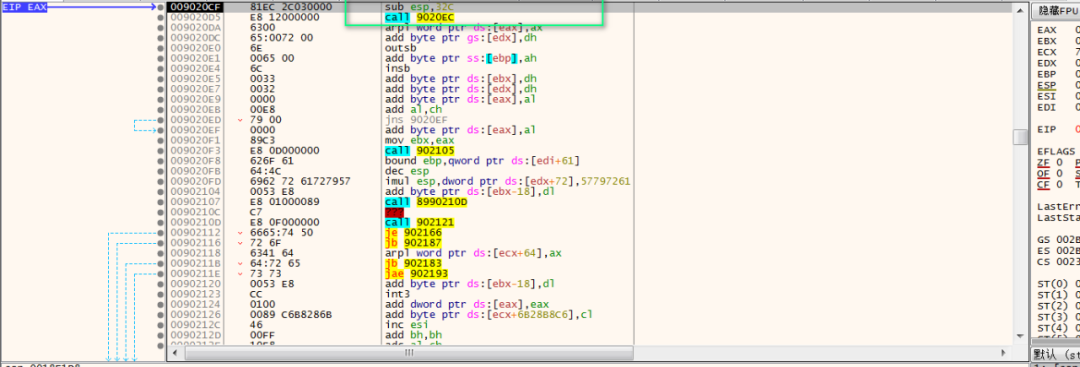 EIP EAX
009020CF 81EC 2C030000 sub esp,32C
009020D5 E8 12000000 call 9020EC
009020DA 6300 arpl word ptr ds:[eax],ax
009020DC 65:0072 00 add byte ptr gs:[edx],dh
009020E0 6E outsb
009020E1 0065 00 add byte ptr ss:[ebp],ah
009020E4 6C insb
009020E5 0033 add byte ptr ds:[ebx],dh
009020E7 0032 add byte ptr ds:[edx],dh
009020E9 0000 add byte ptr ds:[eax],al
009020EB 00E8 add al,ch
009020ED 79 00 jns 9020EF
009020EF 0000 add byte ptr ds:[eax],al
009020F1 89C3 mov ebx,eax
009020F3 E8 0D000000 call 902105
009020F8 626F 61 bound ebp,qword ptr ds:[edi+61]
009020FB 64:4C dec esp
009020FD 6962 72 61727957 imul esp,dword ptr ds:[edx+72],57797261
00902104 0053 E8 add byte ptr ds:[ebx-18],dl
00902107 E8 01000089 call 8990210D
0090210C C7 ???
0090210D E8 0F000000 call 902121
00902112 6665:74 50 je 902166
00902116 72 6F jb 902187
00902118 6341 64 arpl word ptr ds:[ecx+64],ax
0090211B 64:72 65 jb 902183
0090211E 73 73 jae 902193
00902120 0053 E8 add byte ptr ds:[ebx-18],dl
00902123 CC int3
00902124 0100 add dword ptr ds:[eax],eax
00902126 0089 C6B8286B add byte ptr ds:[ecx+6B28B8C6],cl
0090212C 46 inc esi
0090212D 00FF add bh,bh
隐藏FPU
EAX 0
EBX 0
ECX 7
EDX 0
EBP 0
ESP 0
ESI 0
EDI 0
EIP 0
EFLAGS
ZF 0
OF 0
CF 0
LastErr
LastSta
GS 002B
ES 002B
CS 0023
ST(0) 0
ST(1) 0
ST(2) 0
ST(3) 0
ST(4) 0
默认 (st